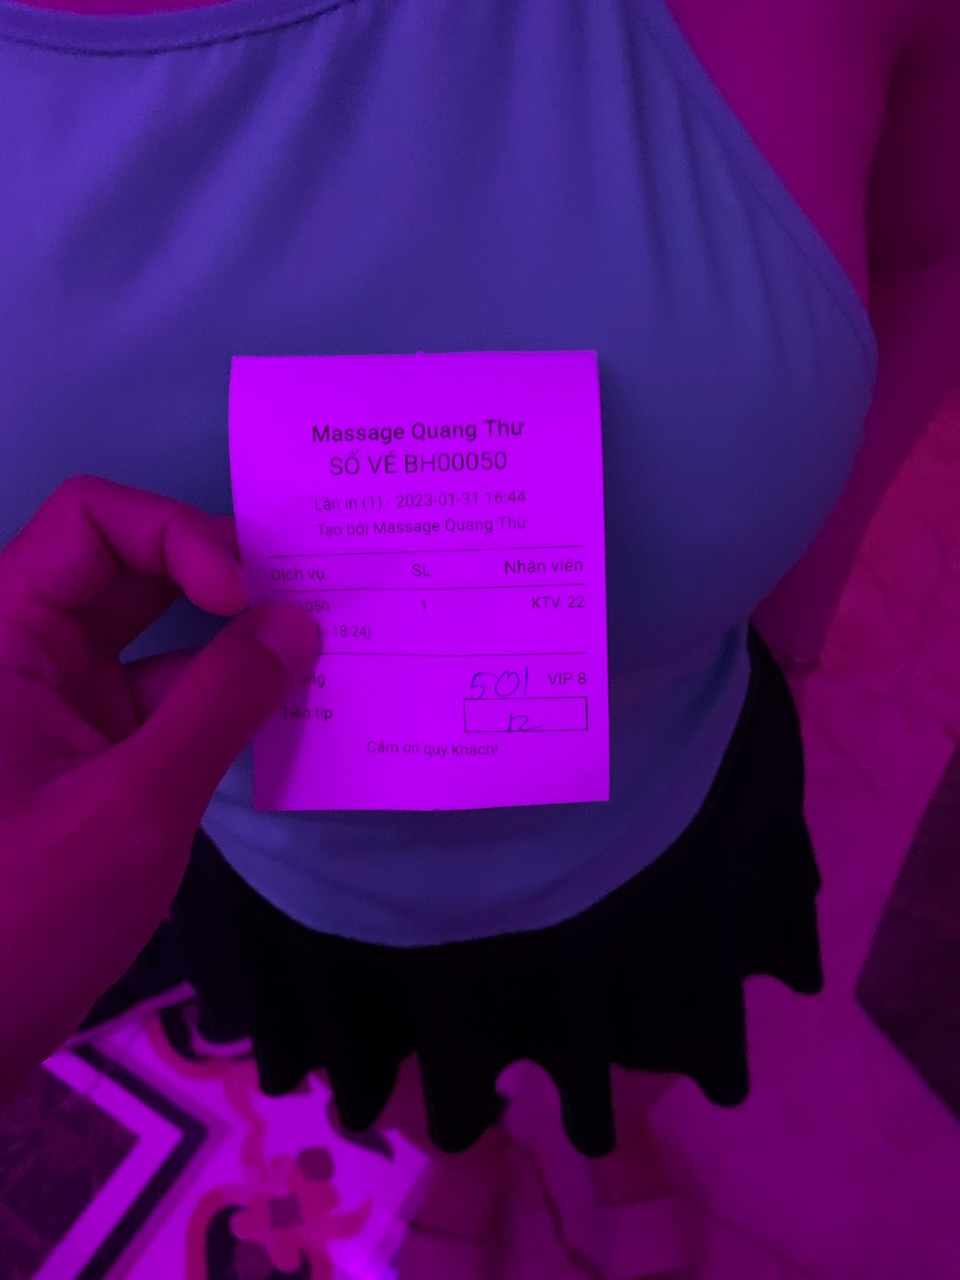 Massage Quang Thư
SỐ VÉ BH00050
Lần in (1) - 2023-01-31 16:44
Tạo bởi Massage Quang Thư
Dịch vụ SL Nhân viên
050 1 KTV. 22
- 18:24)
501 VIP 8
Tiền tip
Cảm ơn quý khách!